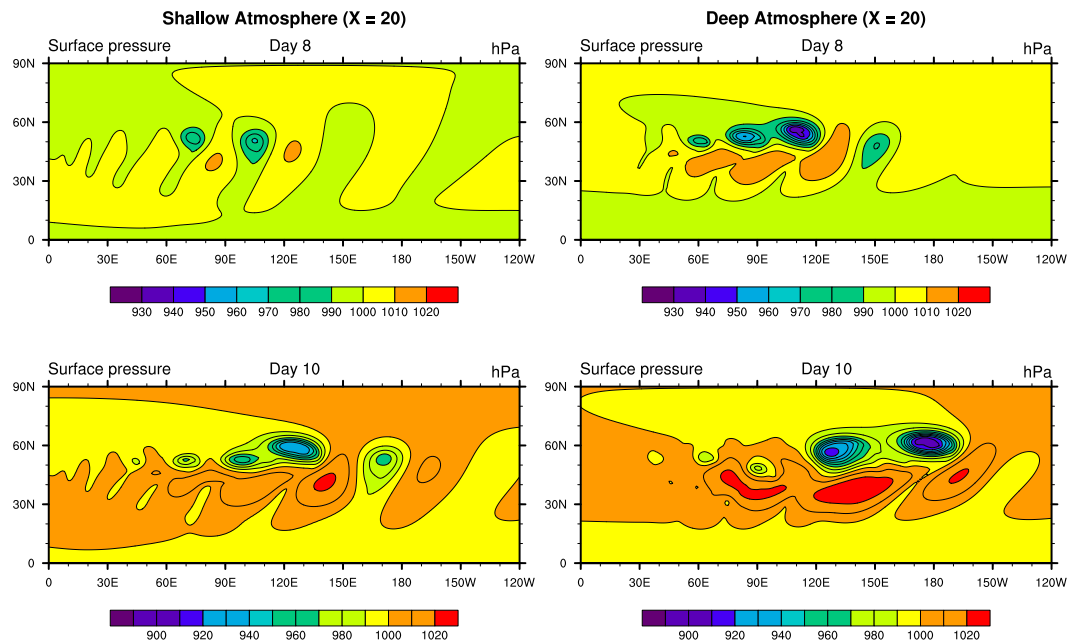 Shallow Atmosphere (X = 20)
Deep Atmosphere (X = 20)
Surface pressure Day 8 hPa
90N
60N
30N
0
0 30E 60E 90E 120E 150E 180 150W 120W
930 940 950 960 970 980 990 1000 1010 1020
Surface pressure Day 8 hPa
90N
60N
30N
0
0 30E 60E 90E 120E 150E 180 150W 120W
930 940 950 960 970 980 990 1000 1010 1020
Surface pressure Day 10 hPa
90N
60N
30N
0
0 30E 60E 90E 120E 150E 180 150W 120W
900 920 940 960 980 1000 1020
Surface pressure Day 10 hPa
90N
60N
30N
0
0 30E 60E 90E 120E 150E 180 150W 120W
900 920 940 960 980 1000 1020